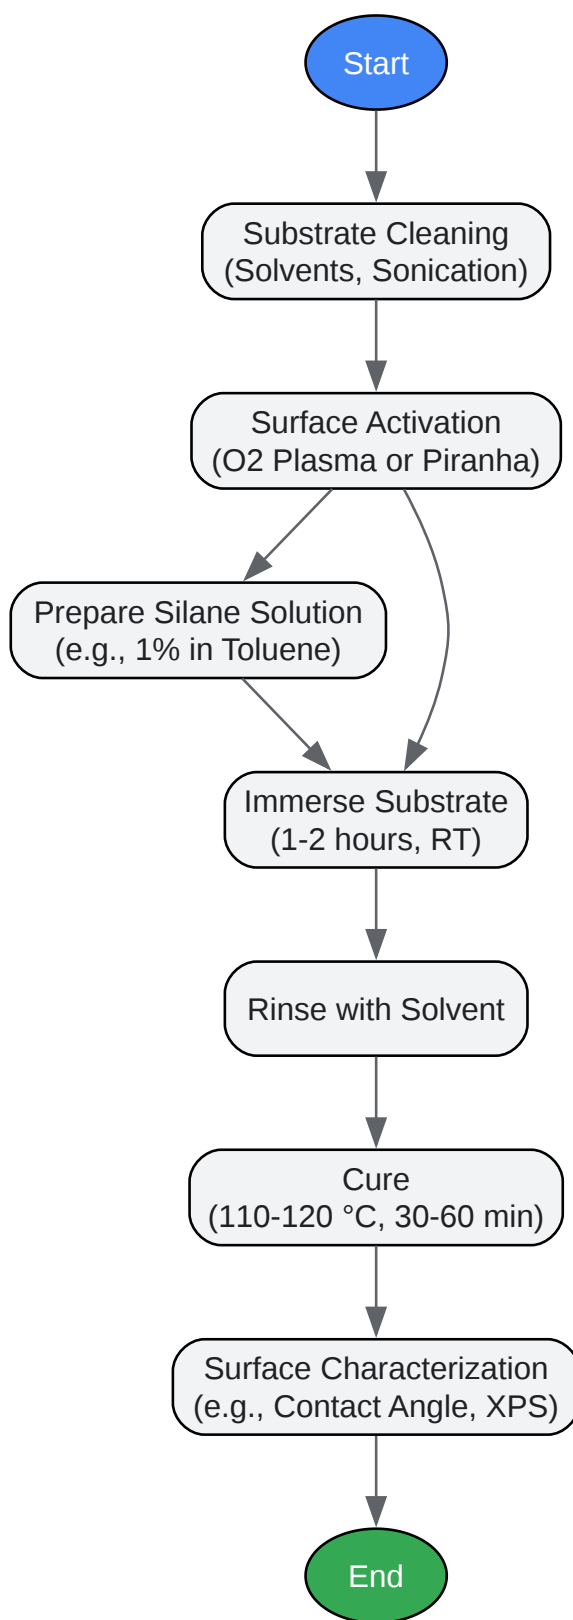 Start
Substrate Cleaning
(Solvents, Sonication)
Surface Activation
(O2 Plasma or Piranha)
Prepare Silane Solution
(e.g., 1% in Toluene)
Immerse Substrate
(1-2 hours, RT)
Rinse with Solvent
Cure
(110-120 °C, 30-60 min)
Surface Characterization
(e.g., Contact Angle, XPS)
End